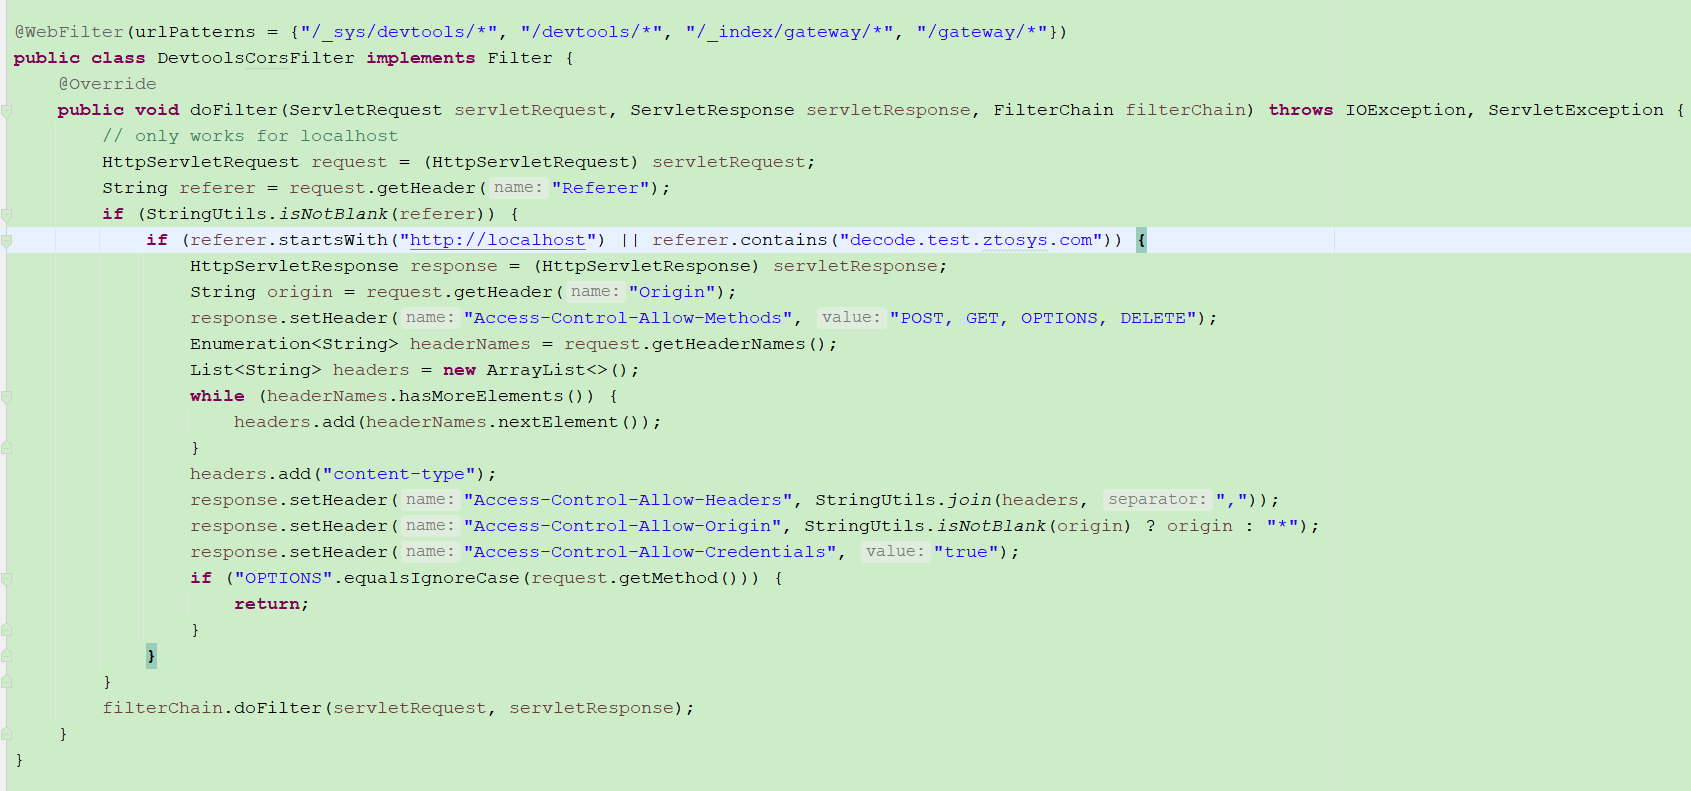 @WebFilter(urlPatterns = {"/_sys/devtools/*", "/devtools/*", "/_index/gateway/*", "/gateway/*"})
public class DevtoolsCorsFilter implements Filter {
    @Override
    public void doFilter(ServletRequest servletRequest, ServletResponse servletResponse, FilterChain filterChain) throws IOException, ServletException {
        // only works for localhost
        HttpServletRequest request = (HttpServletRequest) servletRequest;
        String referer = request.getHeader( name: "Referer");
        if (StringUtils.isNotBlank(referer)) {
            if (referer.startsWith("http://localhost") || referer.contains("decode.test.ztosys.com")) {
                HttpServletResponse response = (HttpServletResponse) servletResponse;
                String origin = request.getHeader( name: "Origin");
                response.setHeader( name: "Access-Control-Allow-Methods", value: "POST, GET, OPTIONS, DELETE");
                Enumeration<String> headerNames = request.getHeaderNames();
                List<String> headers = new ArrayList<>();
                while (headerNames.hasMoreElements()) {
                    headers.add(headerNames.nextElement());
                }
                headers.add("content-type");
                response.setHeader( name: "Access-Control-Allow-Headers", StringUtils.join(headers, separator: ","));
                response.setHeader( name: "Access-Control-Allow-Origin", StringUtils.isNotBlank(origin) ? origin : "*");
                response.setHeader( name: "Access-Control-Allow-Credentials", value: "true");
                if ("OPTIONS".equalsIgnoreCase(request.getMethod())) {
                    return;
                }
            }
        }
        filterChain.doFilter(servletRequest, servletResponse);
    }
}